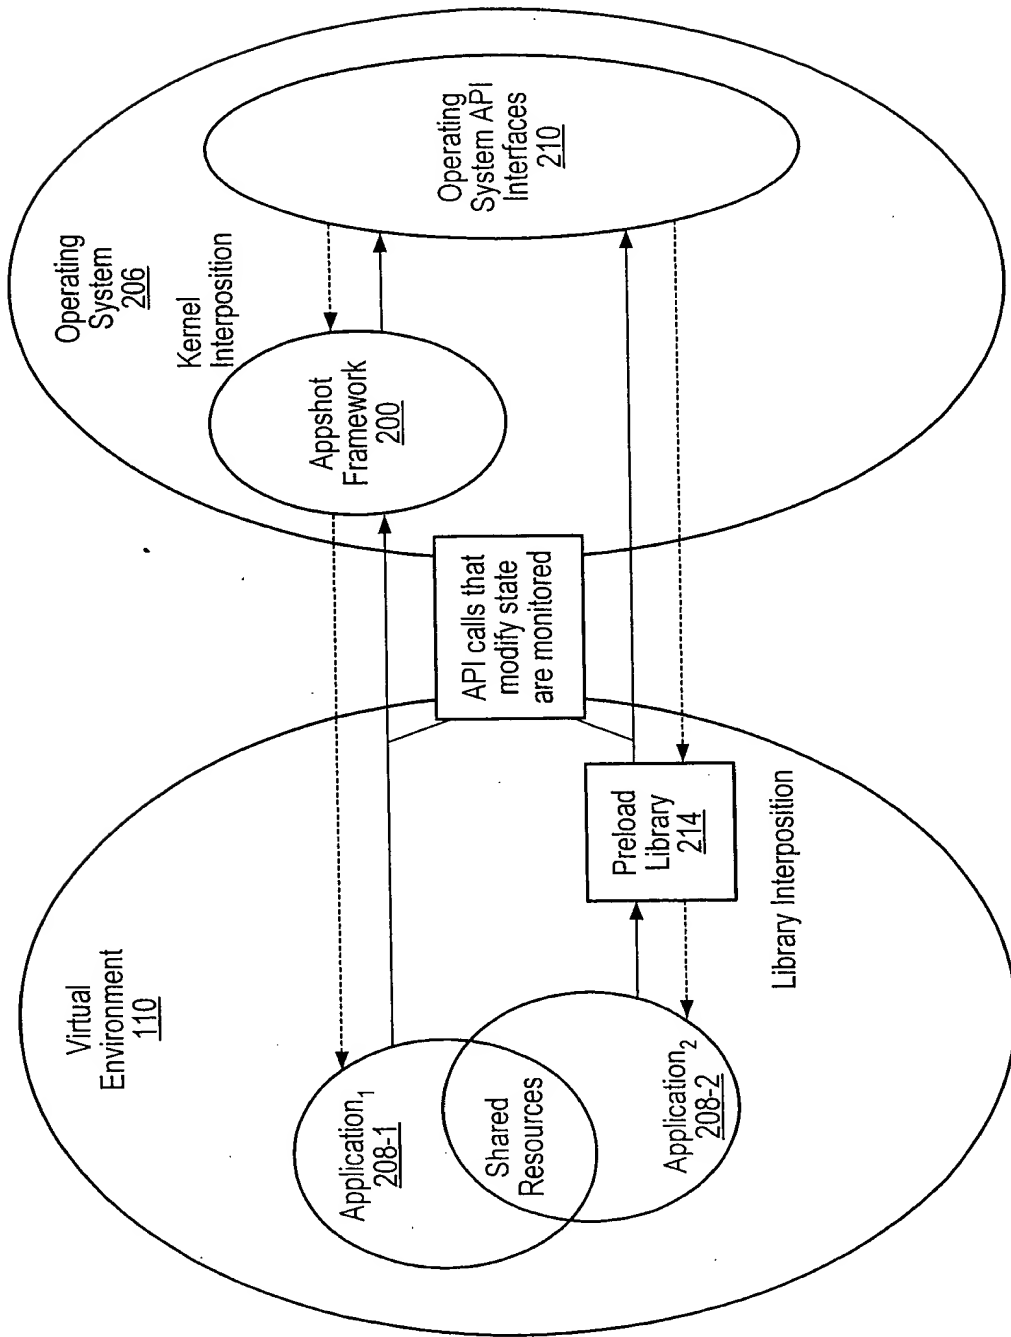 Virtual
Environment
110
Application1
208-1
Shared
Resources
Application2
208-2
Preload
Library
214
Library Interposition
API calls that
modify state
are monitored
Operating
System
206
Kernel
Interposition
Appshot
Framework
200
Operating
System API
Interfaces
210